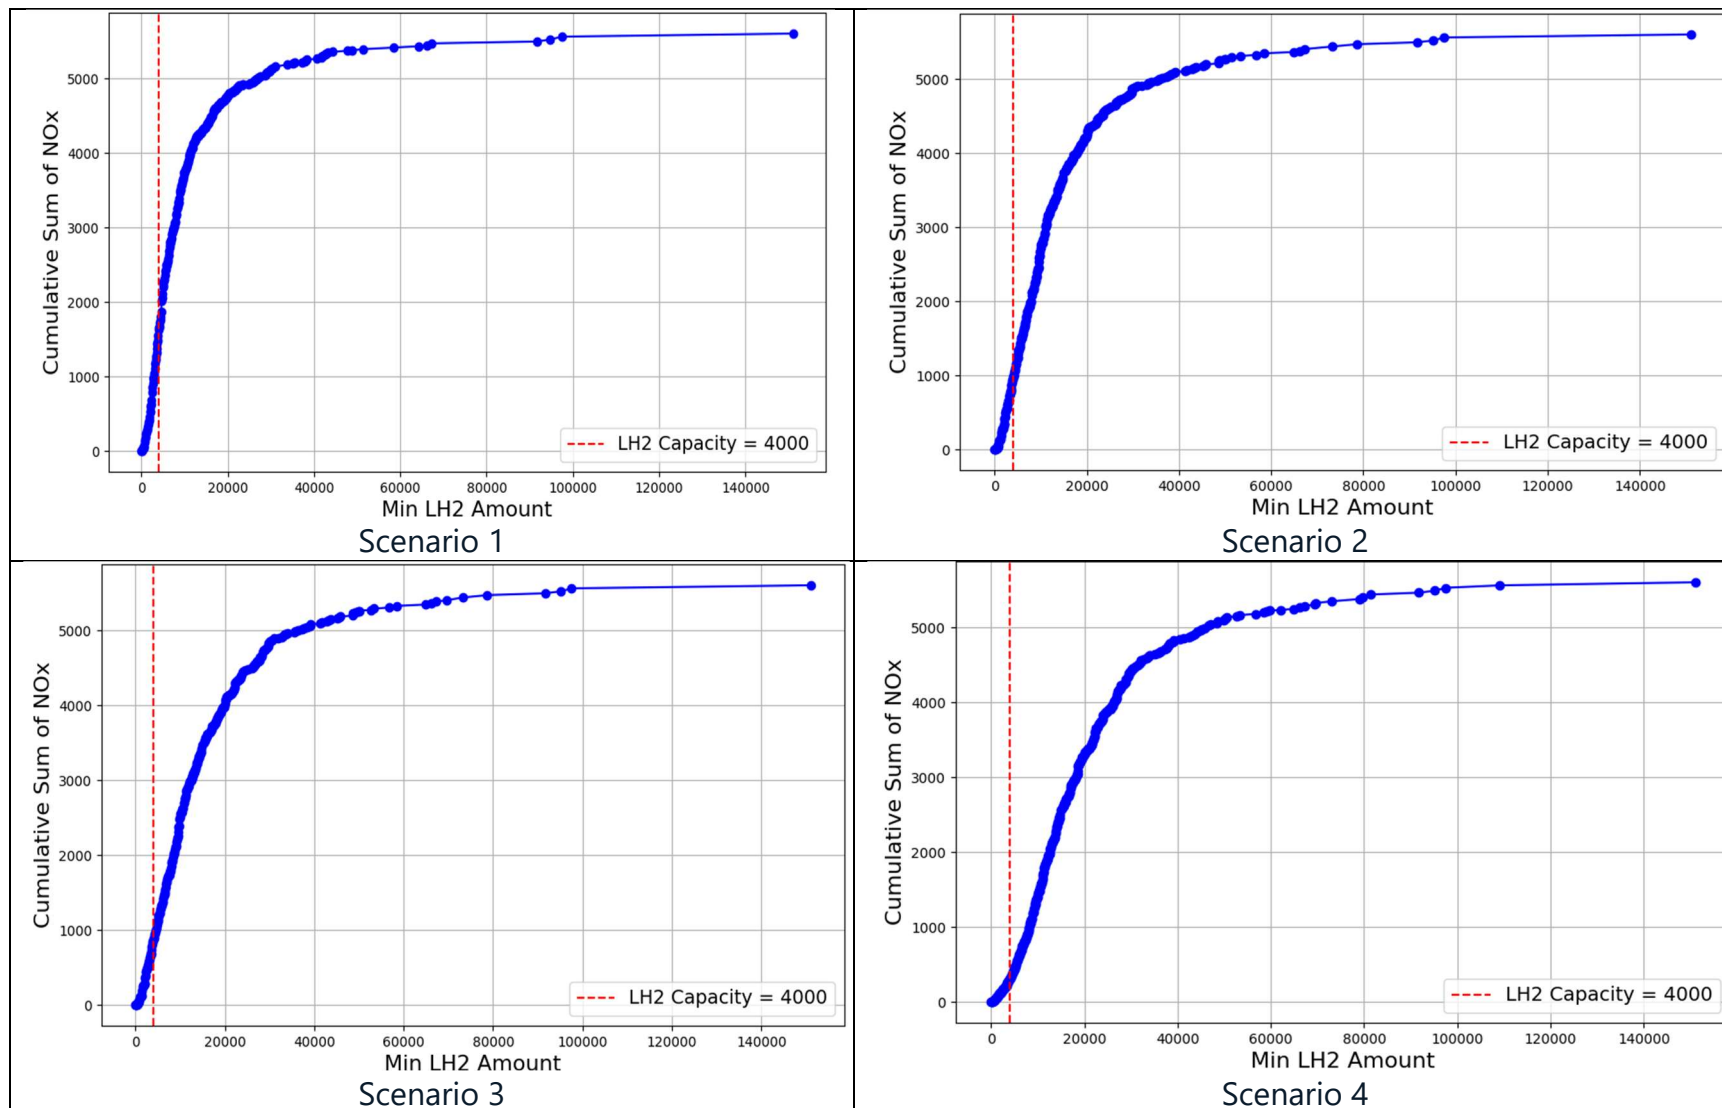 5000
4000
3000
2000
1000
0
Cumulative Sum of NOx
LH2 Capacity = 4000
0 20000 40000 60000 80000 100000 120000 140000
Min LH2 Amount
Scenario 1
5000
4000
3000
2000
1000
0
Cumulative Sum of NOx
LH2 Capacity = 4000
0 20000 40000 60000 80000 100000 120000 140000
Min LH2 Amount
Scenario 2
5000
4000
3000
2000
1000
0
Cumulative Sum of NOx
LH2 Capacity = 4000
0 20000 40000 60000 80000 100000 120000 140000
Min LH2 Amount
Scenario 3
5000
4000
3000
2000
1000
0
Cumulative Sum of NOx
LH2 Capacity = 4000
0 20000 40000 60000 80000 100000 120000 140000
Min LH2 Amount
Scenario 4